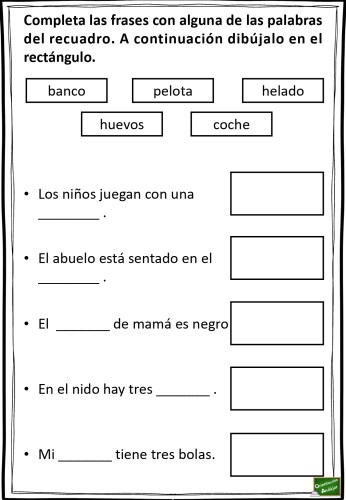 Completa las frases con alguna de las palabras
del recuadro. A continuación dibújalo en el
rectángulo.
banco pelota helado
huevos coche
• Los niños juegan con una
________ .
• El abuelo está sentado en el
________ .
• El _______ de mamá es negro
• En el nido hay tres _______ .
• Mi _______ tiene tres bolas.
Orientación
Andújar